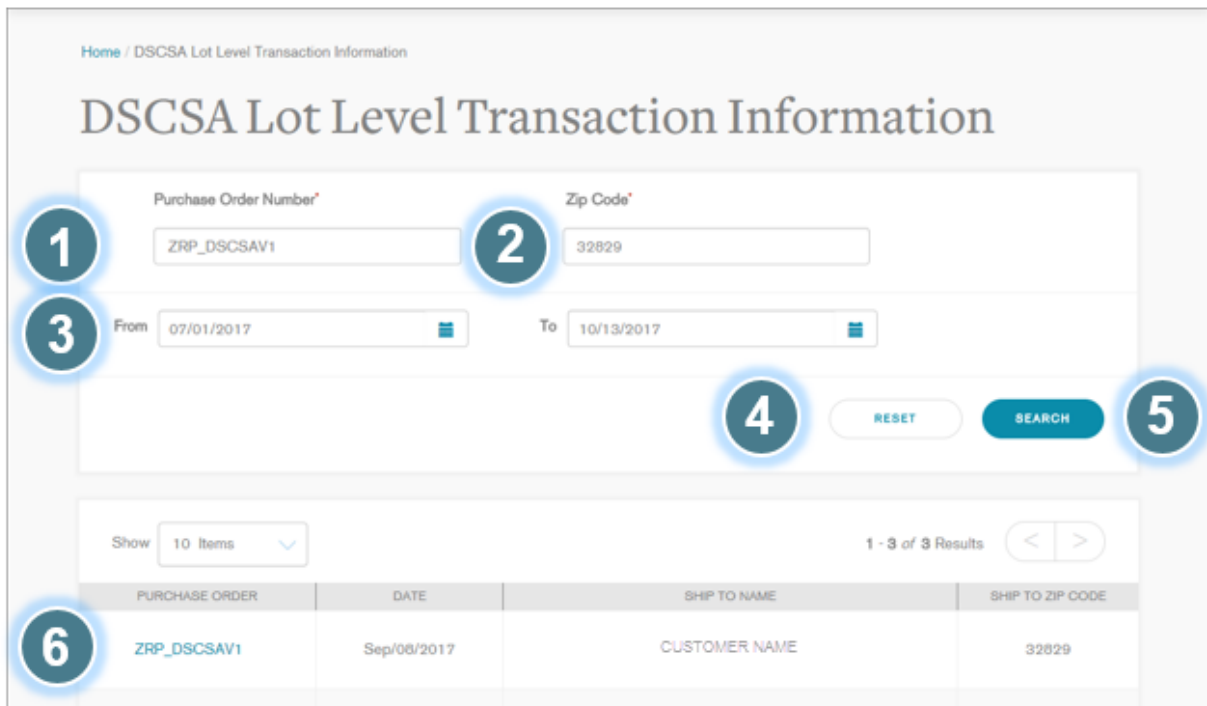 Home / DSCSA Lot Level Transaction Information
DSCSA Lot Level Transaction Information
Purchase Order Number* Zip Code*
1 ZRP_DSCSAV1 2 32829
3 From 07/01/2017 To 10/13/2017
4 RESET SEARCH 5
Show 10 Items 1 - 3 of 3 Results < >
PURCHASE ORDER DATE SHIP TO NAME SHIP TO ZIP CODE
6 ZRP_DSCSAV1 Sep/08/2017 CUSTOMER NAME 32829